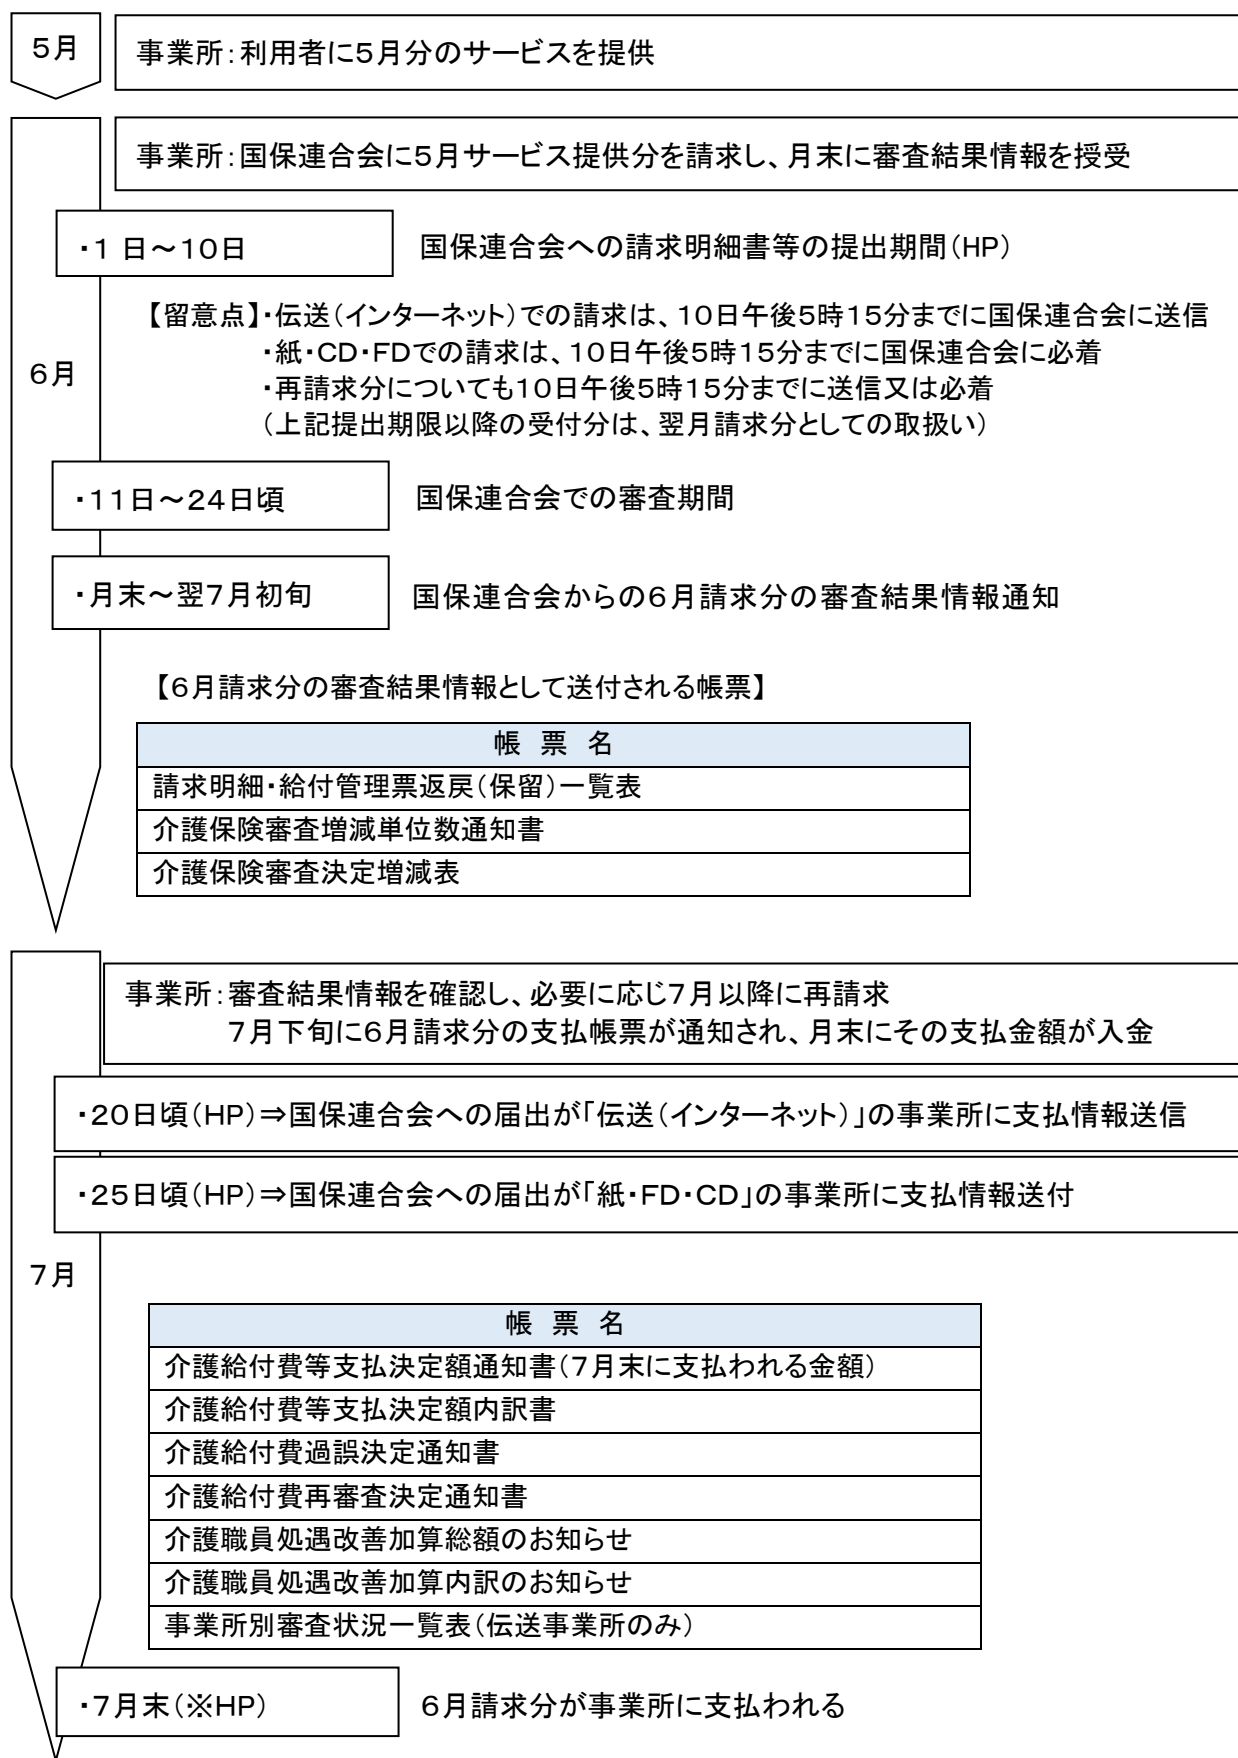 ５月
事業所：利用者に５月分のサービスを提供
事業所：国保連合会に５月サービス提供分を請求し、月末に審査結果情報を授受
・１ 日～１０日
国保連合会への請求明細書等の提出期間（HP）
【留意点】・伝送（インターネット）での請求は、１０日午後５時１５分までに国保連合会に送信
・紙・CD・FDでの請求は、１０日午後５時１５分までに国保連合会に必着
６月
・再請求分についても１０日午後５時１５分までに送信又は必着
（上記提出期限以降の受付分は、翌月請求分としての取扱い）
・１１日～２４日頃
国保連合会での審査期間
・月末～翌７月初旬
国保連合会からの６月請求分の審査結果情報通知
【６月請求分の審査結果情報として送付される帳票】
帳 票 名
請求明細・給付管理票返戻（保留）一覧表
介護保険審査増減単位数通知書
介護保険審査決定増減表
事業所：審査結果情報を確認し、必要に応じ７月以降に再請求
７月下旬に６月請求分の支払帳票が通知され、月末にその支払金額が入金
・２０日頃（HP）⇒国保連合会への届出が「伝送（インターネット）」の事業所に支払情報送信
・２５日頃（HP）⇒国保連合会への届出が「紙・FD・CD」の事業所に支払情報送付
７月
帳 票 名
介護給付費等支払決定額通知書（７月末に支払われる金額）
介護給付費等支払決定額内訳書
介護給付費過誤決定通知書
介護給付費再審査決定通知書
介護職員処遇改善加算総額のお知らせ
介護職員処遇改善加算内訳のお知らせ
事業所別審査状況一覧表（伝送事業所のみ）
・７月末（※HP）
６月請求分が事業所に支払われる